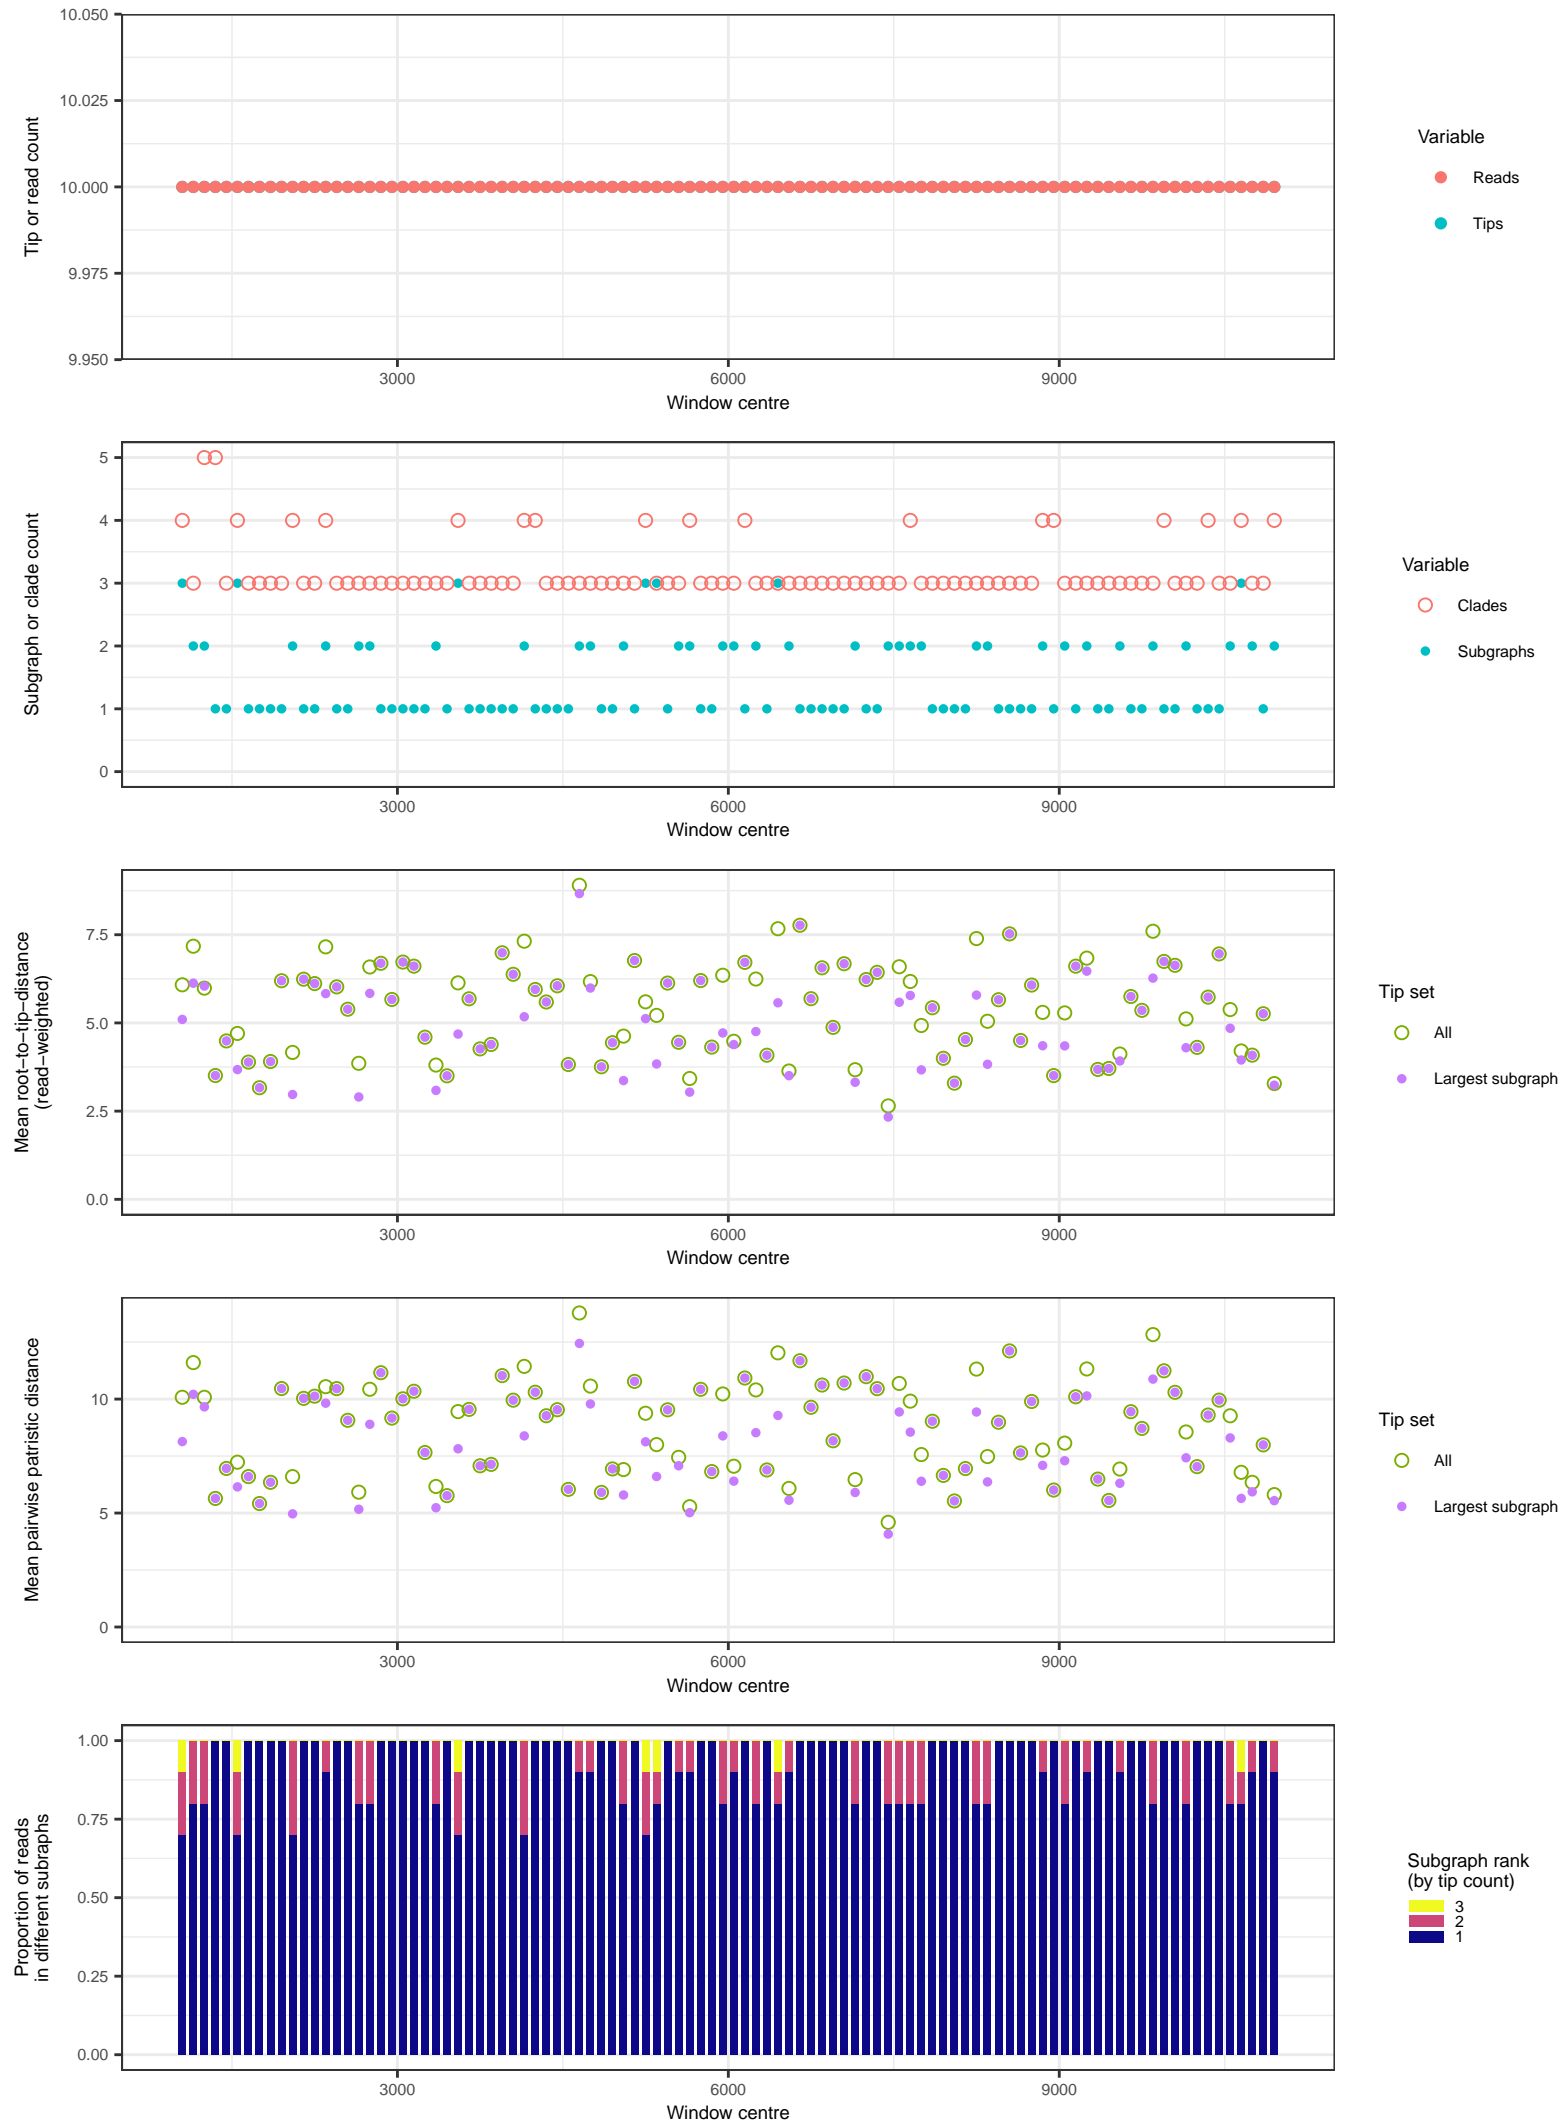 10.050
10.025
10.000
9.975
9.950
Tip or read count
3000 6000 9000
Window centre
Variable
Reads
Tips
5
4
3
2
1
0
Subgraph or clade count
3000 6000 9000
Window centre
Variable
Clades
Subgraphs
7.5
5.0
2.5
0.0
Mean root−to−tip−distance
(read−weighted)
3000 6000 9000
Window centre
Tip set
All
Largest subgraph
10
5
0
Mean pairwise patristic distance
3000 6000 9000
Window centre
Tip set
All
Largest subgraph
1.00
0.75
0.50
0.25
0.00
Proportion of reads
in different subraphs
3000 6000 9000
Window centre
Subgraph rank
(by tip count)
3
2
1